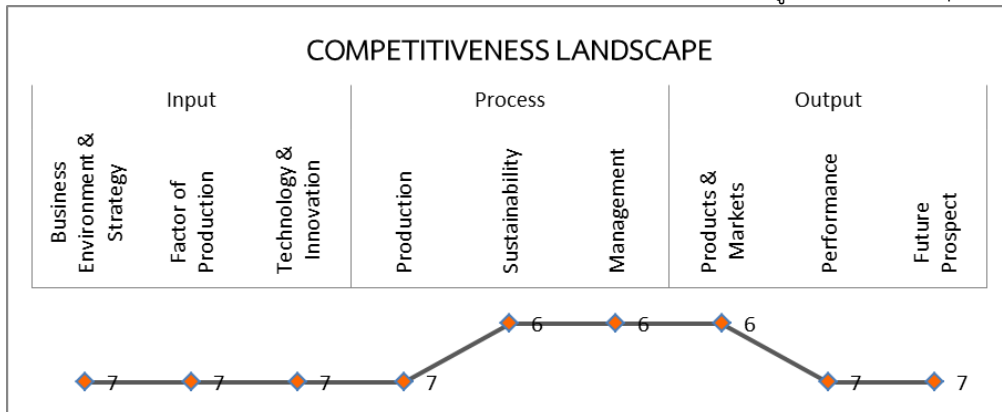 COMPETITIVENESS LANDSCAPE
Input
Process
Output
Business
Environment &
Strategy
Factor of
Production
Technology &
Innovation
Production
Sustainability
Management
Products &
Markets
Performance
Future
Prospect
7
7
7
7
6
6
6
7
7